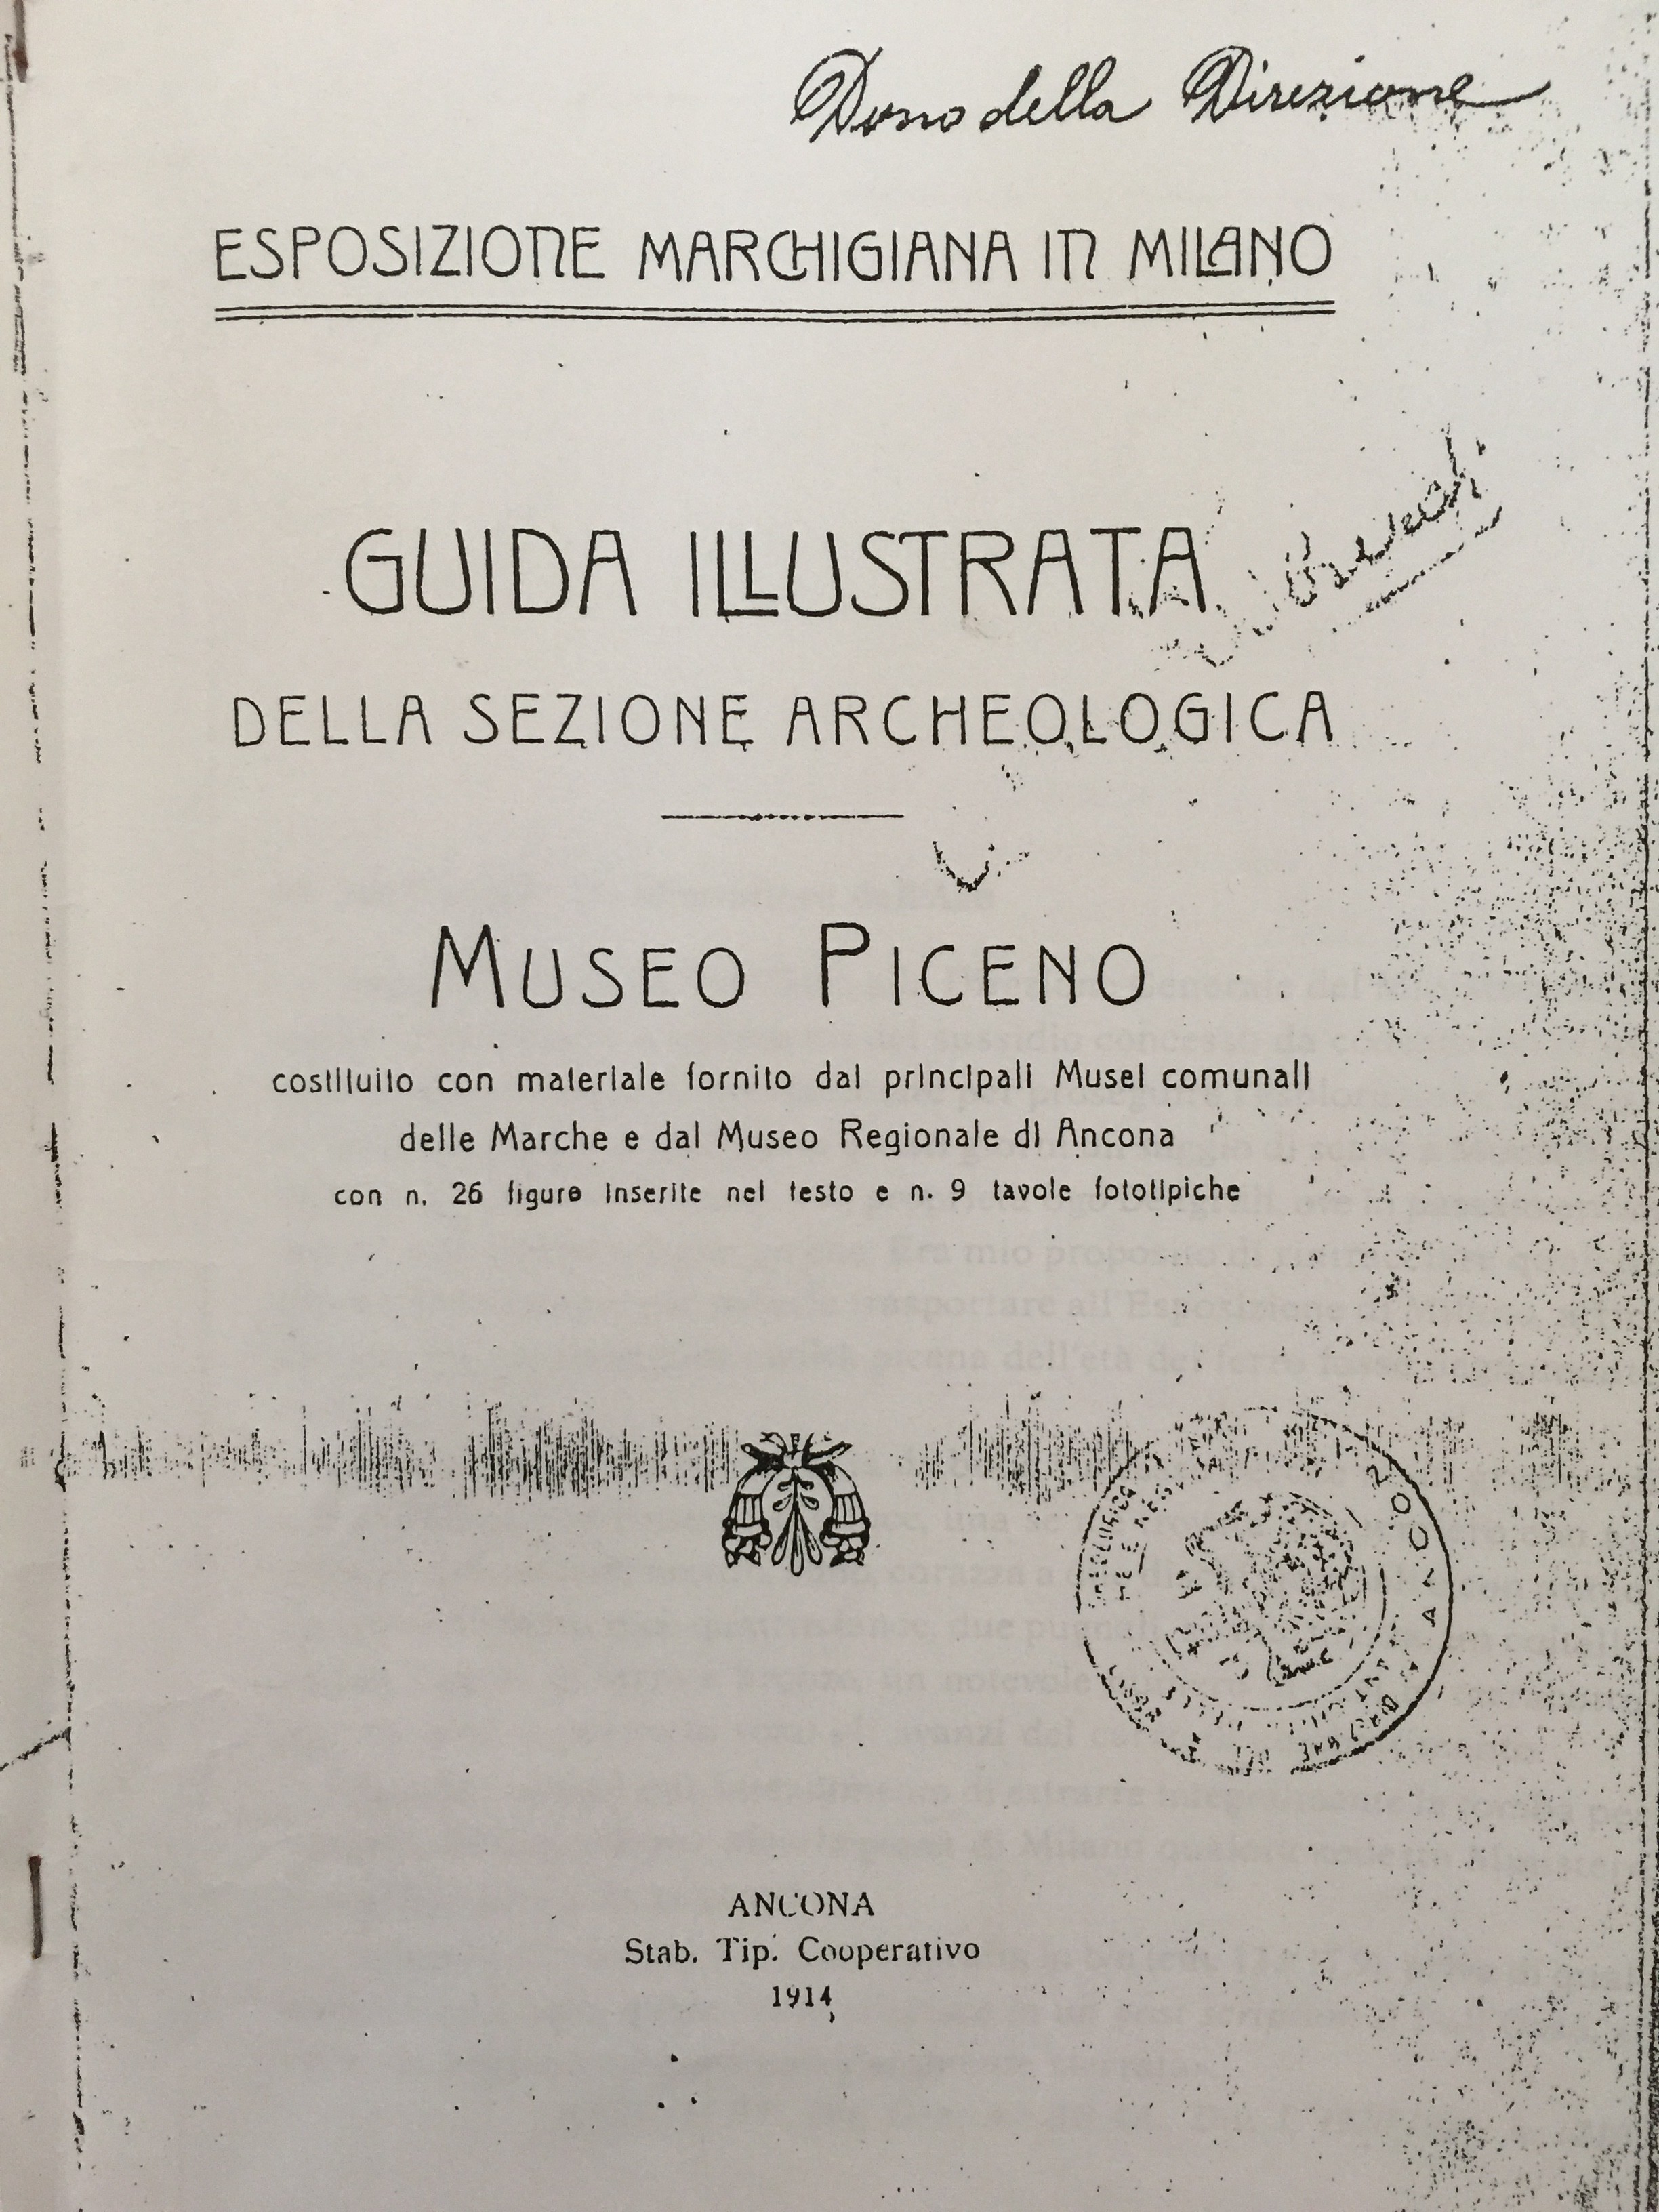 Dono della Direzione
ESPOSIZIONE MARCHIGIANA IN MILANO
GUIDA ILLUSTRATA
DELLA SEZIONE ARCHEOLOGICA
MUSEO PICENO
costituito con materiale fornito dai principali Musei comunali
delle Marche e dal Museo Regionale di Ancona
con n. 26 figure inserite nel testo e n. 9 tavole fototipiche
ANCONA
ANCONA
Stab. Tip. Cooperativo
1914